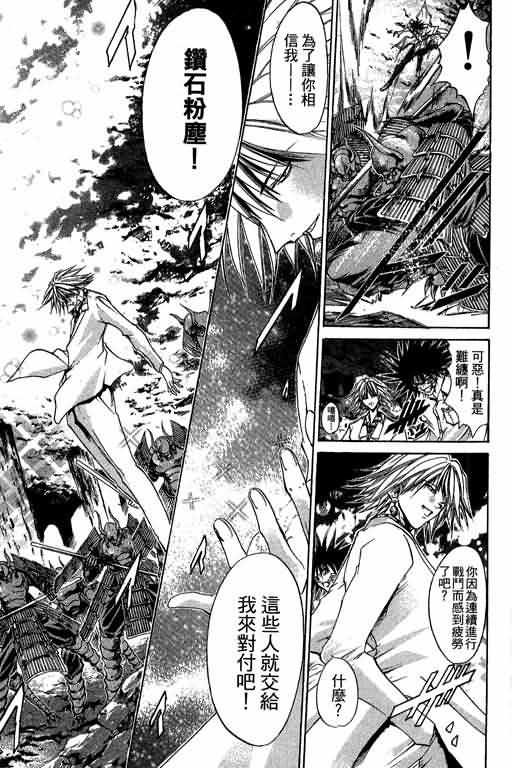 ！
可惡！真是
難纏啊！
嘻嘻…
你因為連續進行
戰鬥而感到疲勞
了吧？
什麼？
為了讓你相
信我——
這些人就交給
我來對付吧！
鑽石粉塵！